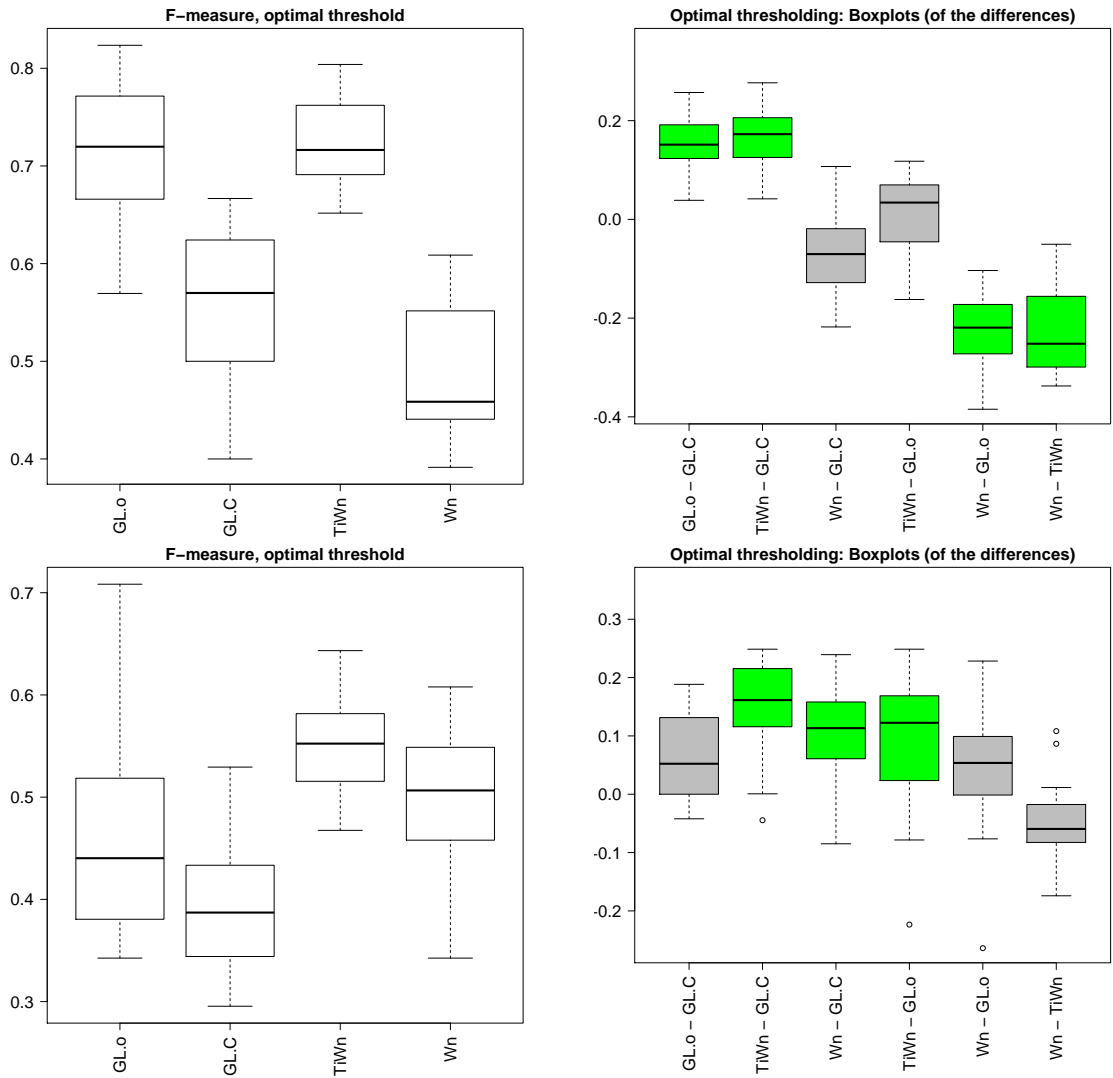 F−measure, optimal threshold
0.8
0.7
0.6
0.5
0.4
GL.o
GL.C
TiWn
Wn
Optimal thresholding: Boxplots (of the differences)
0.2
0.0
-0.2
-0.4
GL.o − GL.C
TiWn − GL.C
Wn − GL.C
TiWn − GL.o
Wn − GL.o
Wn − TiWn
F−measure, optimal threshold
0.7
0.6
0.5
0.4
0.3
GL.o
GL.C
TiWn
Wn
Optimal thresholding: Boxplots (of the differences)
0.3
0.2
0.1
0.0
-0.1
-0.2
GL.o − GL.C
TiWn − GL.C
Wn − GL.C
TiWn − GL.o
Wn − GL.o
Wn − TiWn